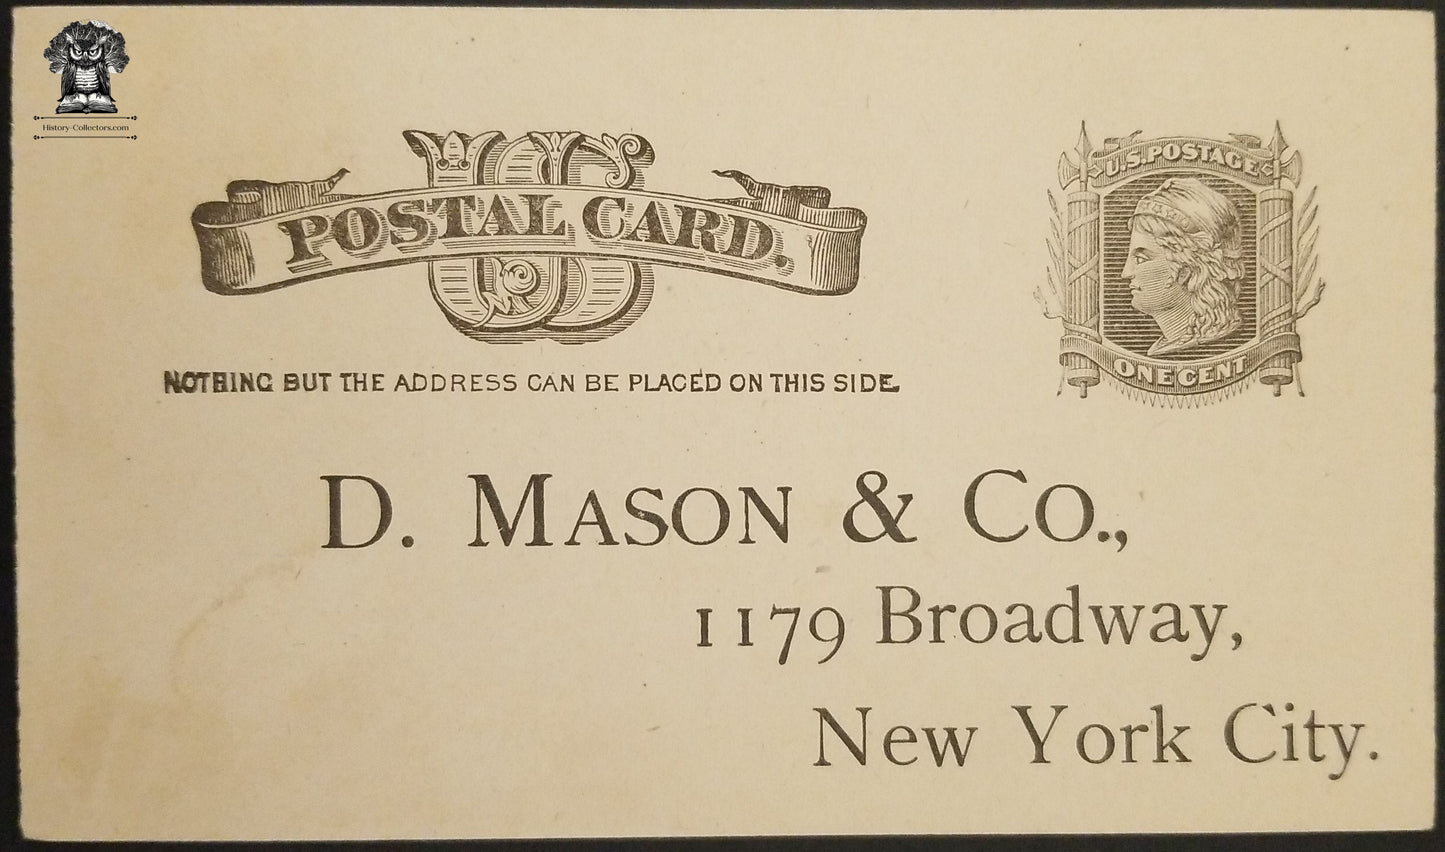 History-Collectors.com
US
POSTAL CARD.
U.S. POSTAGE
ONE CENT
NOTHING BUT THE ADDRESS CAN BE PLACED ON THIS SIDE.
D. MASON & CO.,
1179 Broadway,
New York City.